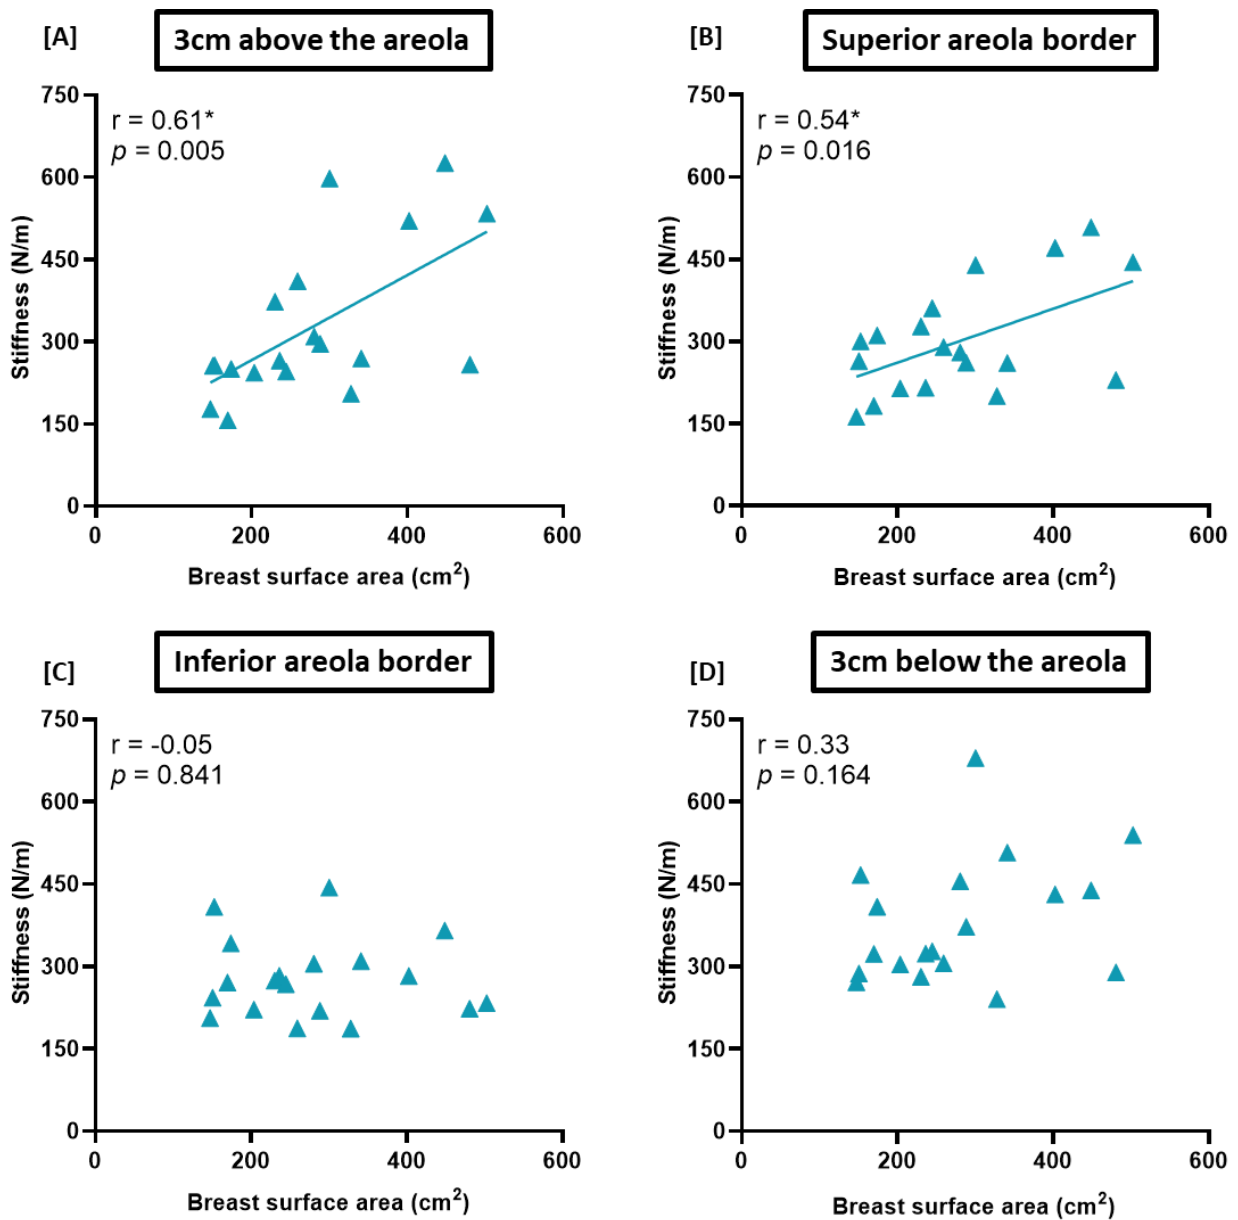 [A]
3cm above the areola
r = 0.61*
p = 0.005
750
600
450
300
150
0
Stiffness (N/m)
0 200 400 600
Breast surface area (cm²)
[B]
Superior areola border
r = 0.54*
p = 0.016
750
600
450
300
150
0
Stiffness (N/m)
0 200 400 600
Breast surface area (cm²)
[C]
Inferior areola border
r = -0.05
p = 0.841
750
600
450
300
150
0
Stiffness (N/m)
0 200 400 600
Breast surface area (cm²)
[D]
3cm below the areola
r = 0.33
p = 0.164
750
600
450
300
150
0
Stiffness (N/m)
0 200 400 600
Breast surface area (cm²)